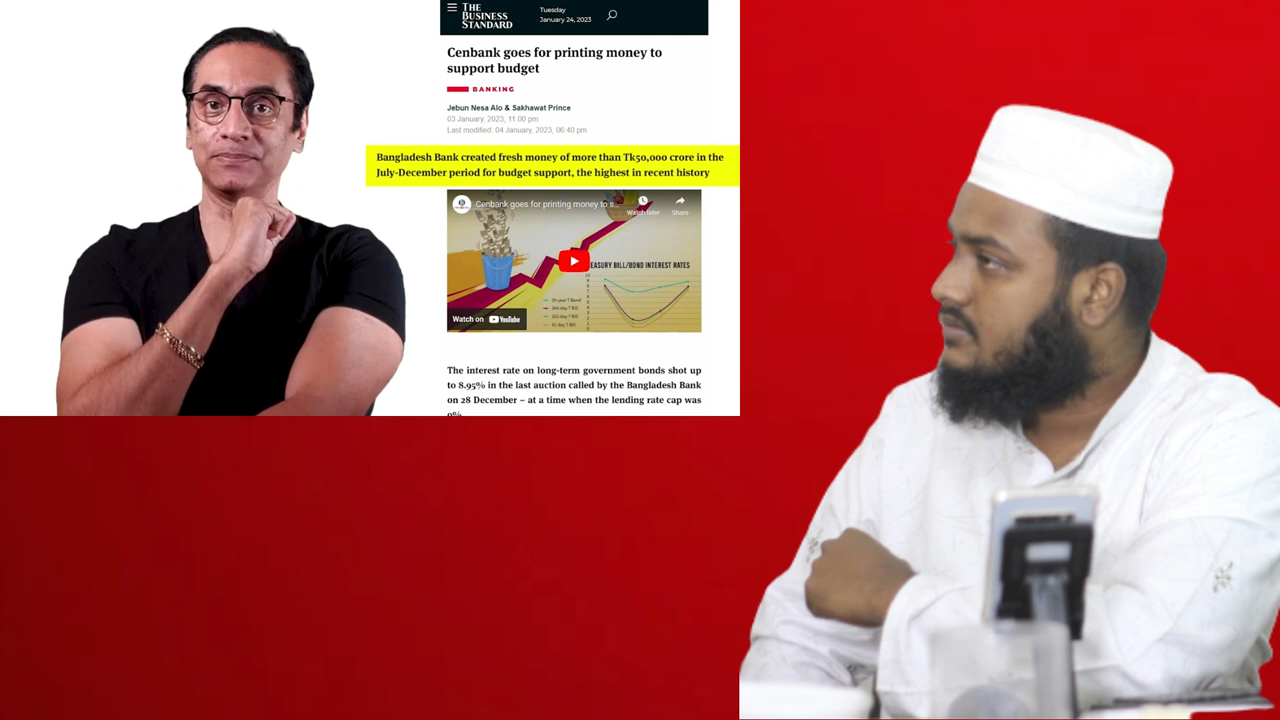 THE
BUSINESS
STANDARD
Tuesday
January 24, 2023
Cenbank goes for printing money to
support budget
BANKING
Jebun Nesa Alo & Sakhawat Prince
03 January, 2023, 11:00 pm
Last modified: 04 January, 2023, 06:40 pm
Bangladesh Bank created fresh money of more than Tk50,000 crore in the
July-December period for budget support, the highest in recent history
Cenbank goes for printing money to s...
Watch later
Share
EASURY BILL/BOND INTEREST RATES
Watch on YouTube
The interest rate on long-term government bonds shot up
to 8.95% in the last auction called by the Bangladesh Bank
on 28 December – at a time when the lending rate cap was
9%.